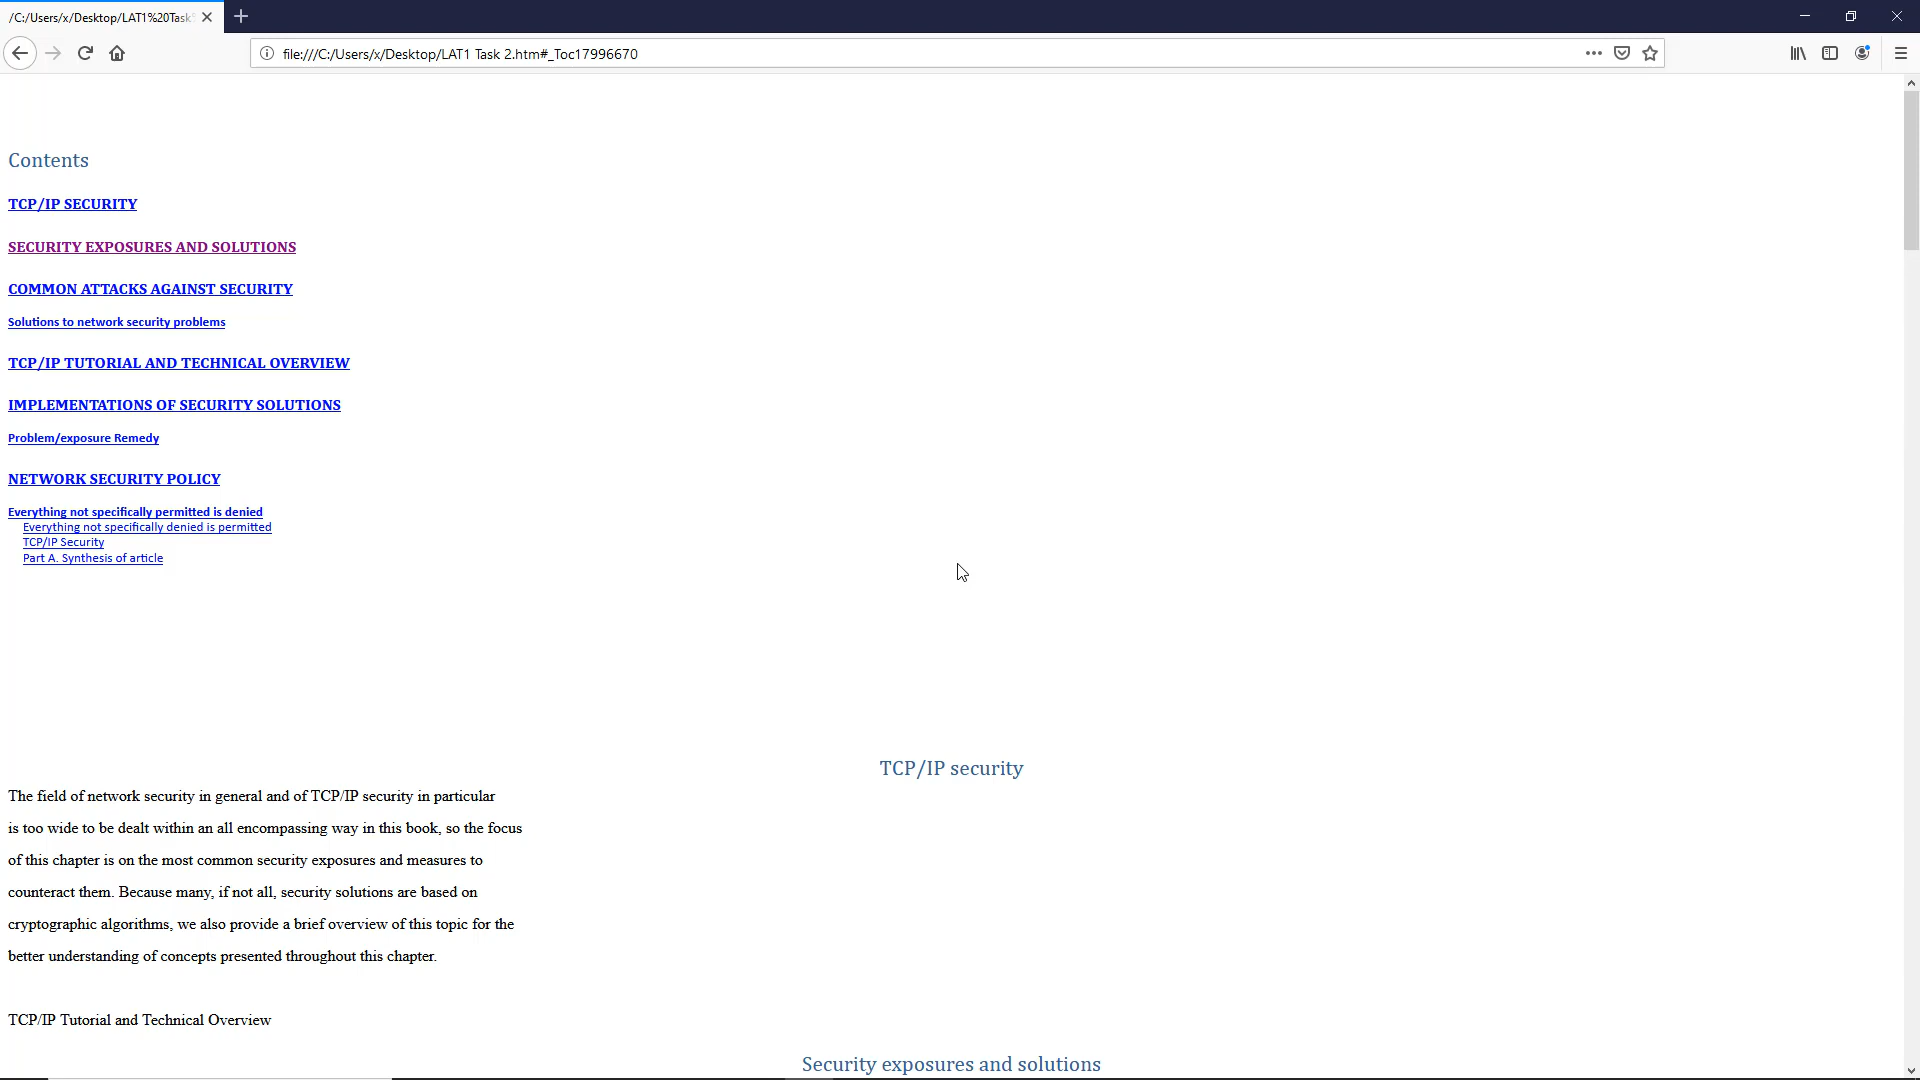 /C:/Users/x/Desktop/LAT1%20Task
file:///C:/Users/x/Desktop/LAT1 Task 2.htm#_Toc17996670
Contents
TCP/IP SECURITY
SECURITY EXPOSURES AND SOLUTIONS
COMMON ATTACKS AGAINST SECURITY
Solutions to network security problems
TCP/IP TUTORIAL AND TECHNICAL OVERVIEW
IMPLEMENTATIONS OF SECURITY SOLUTIONS
Problem/exposure Remedy
NETWORK SECURITY POLICY
Everything not specifically permitted is denied
Everything not specifically denied is permitted
TCP/IP Security
Part A. Synthesis of article
TCP/IP security
The field of network security in general and of TCP/IP security in particular
is too wide to be dealt within an all encompassing way in this book, so the focus
of this chapter is on the most common security exposures and measures to
counteract them. Because many, if not all, security solutions are based on
cryptographic algorithms, we also provide a brief overview of this topic for the
better understanding of concepts presented throughout this chapter.
TCP/IP Tutorial and Technical Overview
Security exposures and solutions